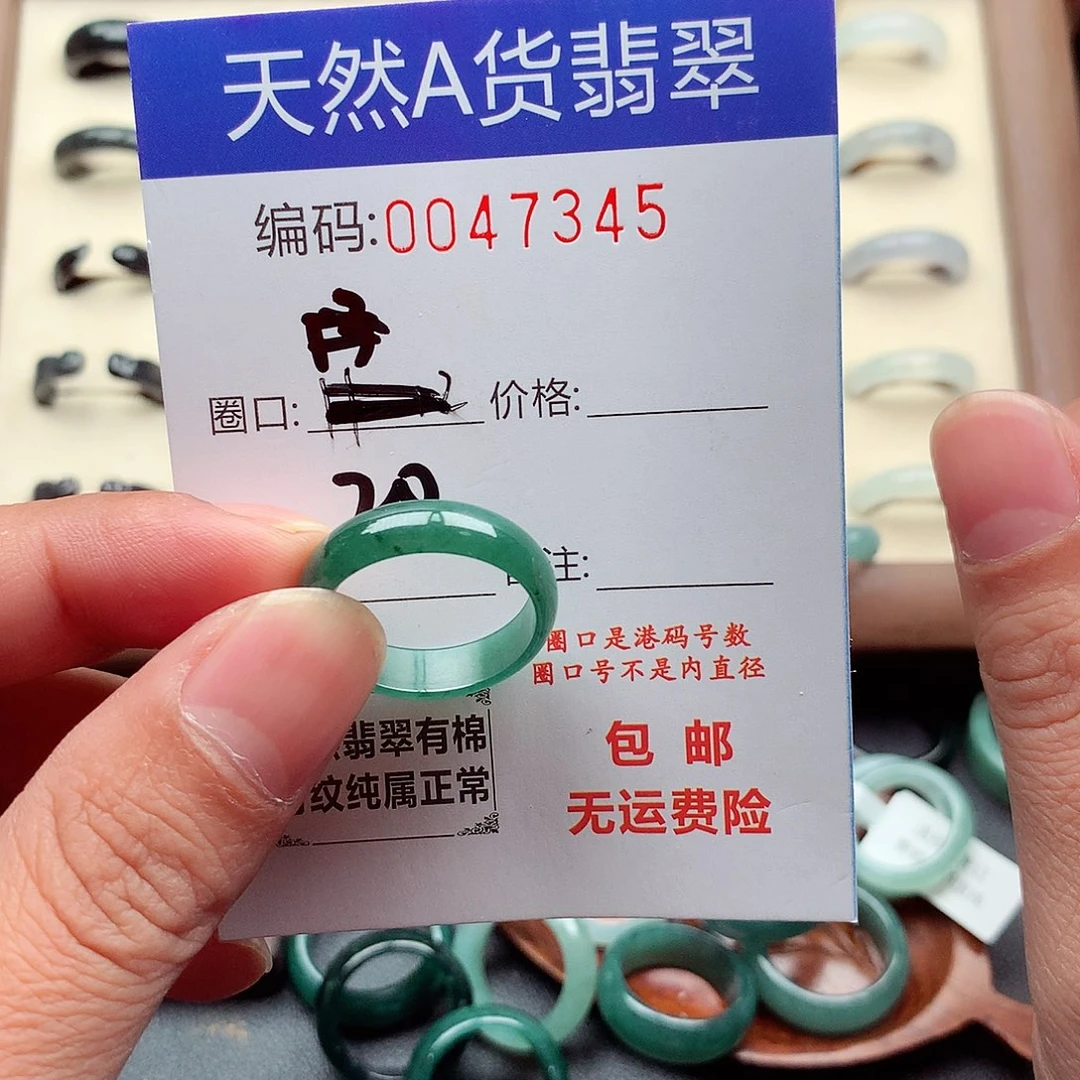 天然A货翡翠
编码:0047345
圈口: 价格:
20
注:
圈口是港码号数
圈口号不是内直径
翡翠有棉
纹纯属正常
包邮
无运费险